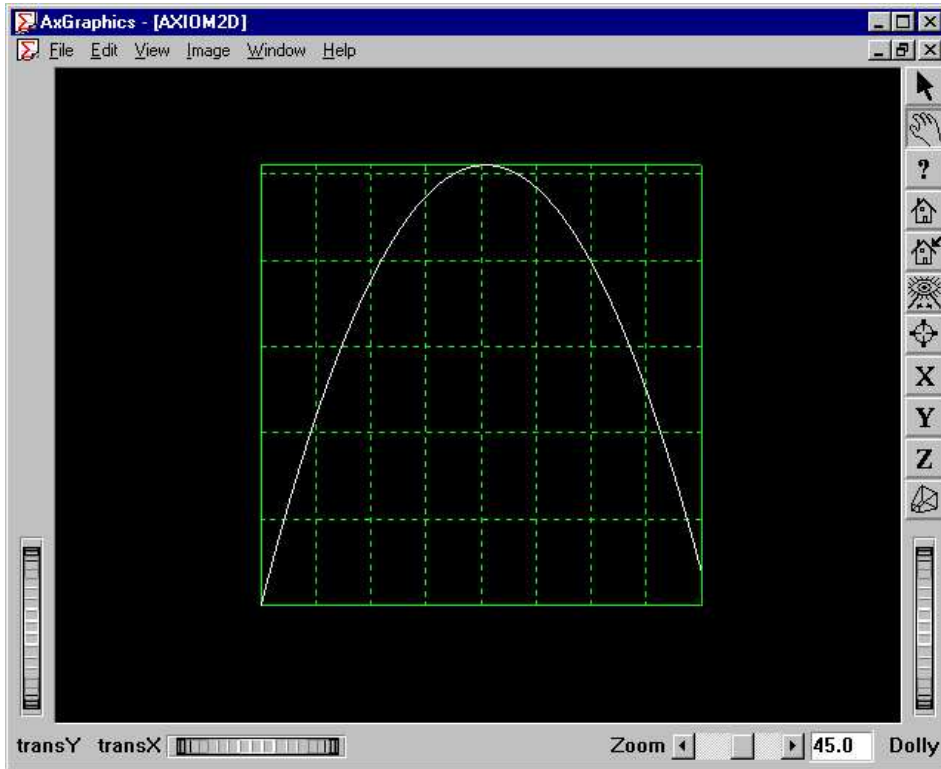 AxGraphics - [AXIOM2D]
File Edit View Image Window Help
?
X
Y
Z
transY transX Zoom 45.0 Dolly